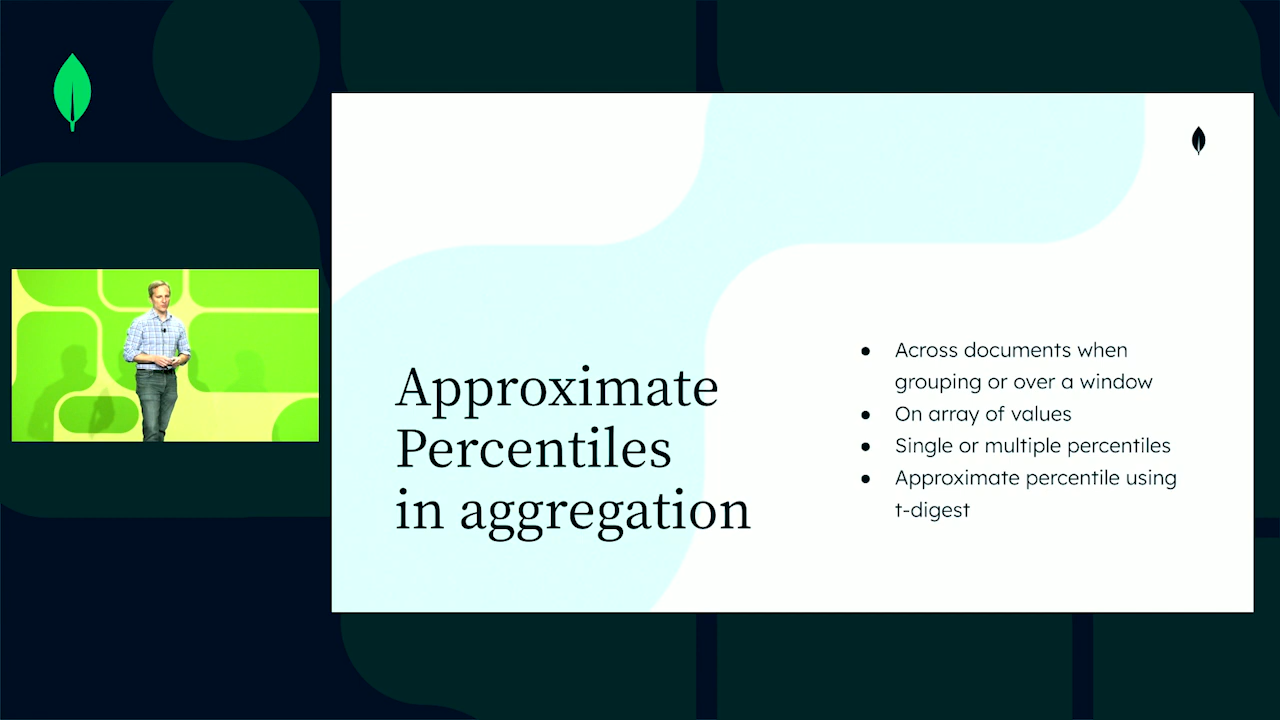 Approximate
Percentiles
in aggregation
● Across documents when
grouping or over a window
● On array of values
● Single or multiple percentiles
● Approximate percentile using
t-digest